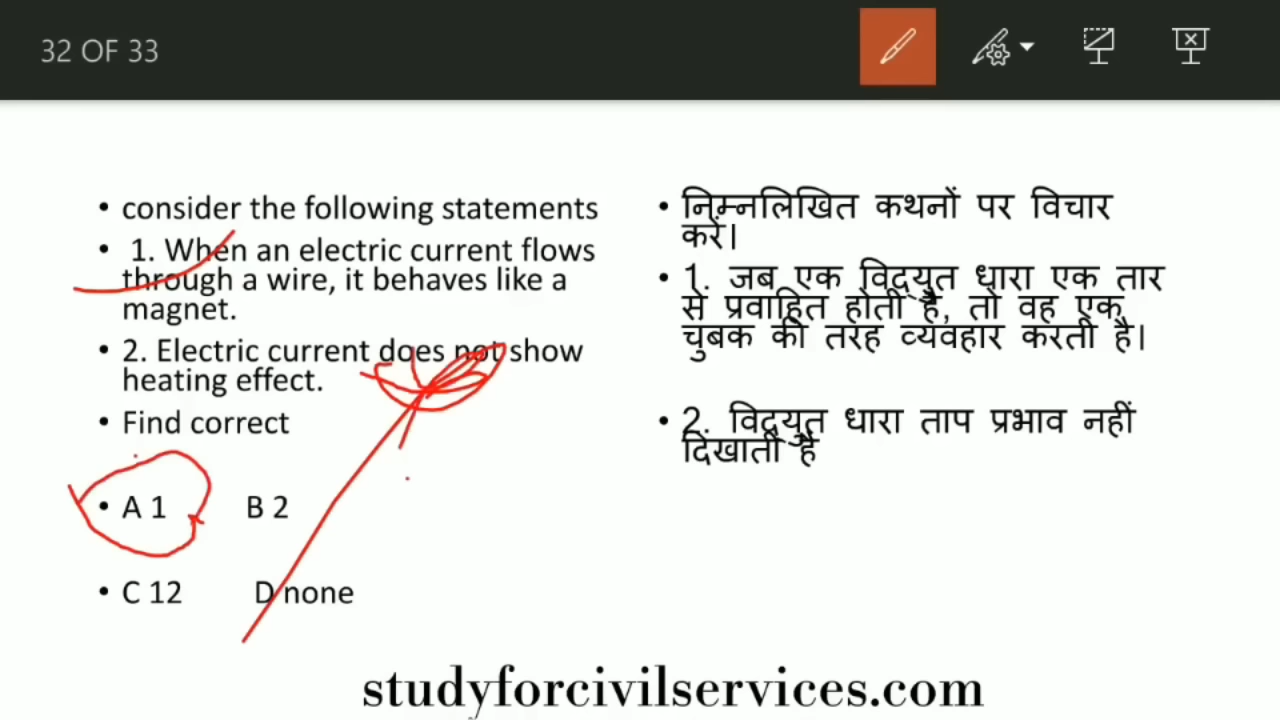 32 OF 33
• consider the following statements
• 1. When an electric current flows
through a wire, it behaves like a
magnet.
• 2. Electric current does not show
heating effect.
• Find correct
• A 1 B 2
• C 12 D none
• निम्नलिखित कथनों पर विचार
करें।
• 1. जब एक विद्युत धारा एक तार
से प्रवाहित होती है, तो वह एक
चुबक की तरह व्यवहार करती है।
• 2. विद्युत धारा ताप प्रभाव नहीं
दिखाती है
studyforcivilservices.com